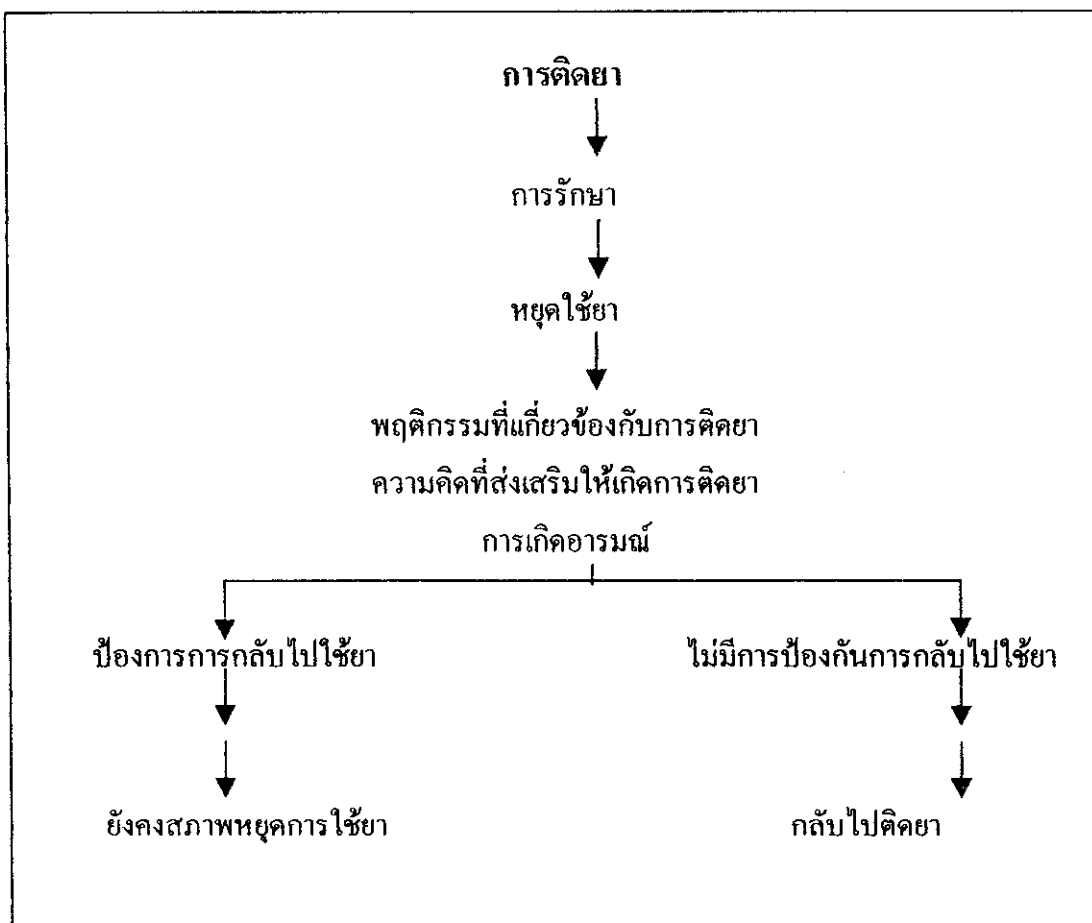 การติดยา
การรักษา
หยุดใช้ยา
พฤติกรรมที่เกี่ยวข้องกับการติดยา
ความคิดที่ส่งเสริมให้เกิดการติดยา
การเกิดอารมณ์
ป้องการการกลับไปใช้ยา
ไม่มีการป้องกันการกลับไปใช้ยา
ยังคงสภาพหยุดการใช้ยา
กลับไปติดยา